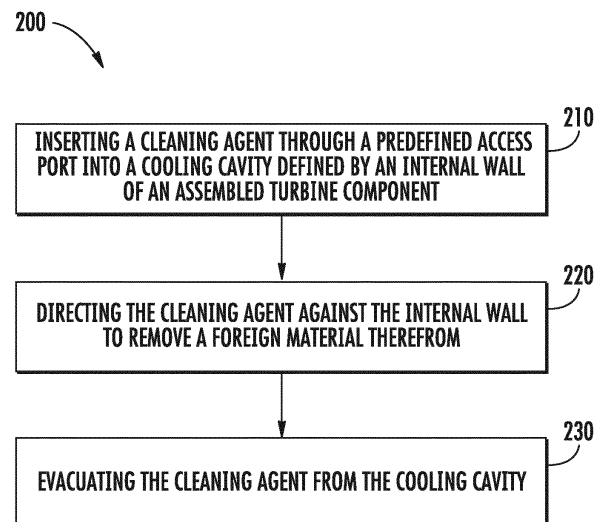 200
210
INSERTING A CLEANING AGENT THROUGH A PREDEFINED ACCESS
PORT INTO A COOLING CAVITY DEFINED BY AN INTERNAL WALL
OF AN ASSEMBLED TURBINE COMPONENT
220
DIRECTING THE CLEANING AGENT AGAINST THE INTERNAL WALL
TO REMOVE A FOREIGN MATERIAL THEREFROM
230
EVACUATING THE CLEANING AGENT FROM THE COOLING CAVITY